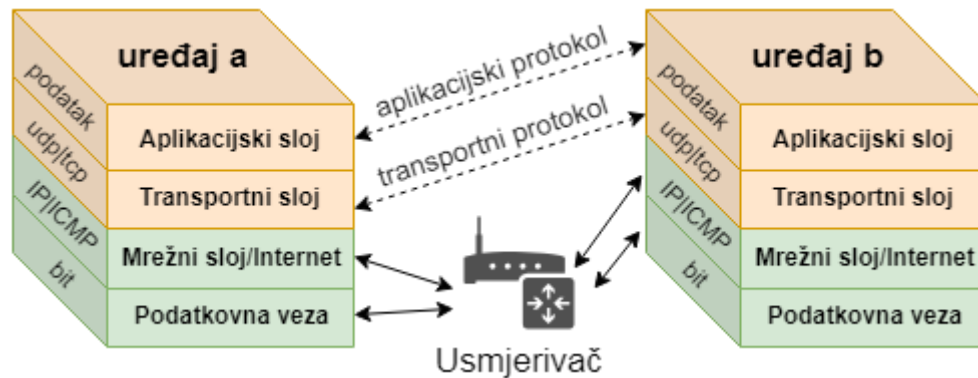 uređaj a
podatak
udp|tcp
IP|ICMP
bit
Aplikacijski sloj
Transportni sloj
Mrežni sloj/Internet
Podatkovna veza
aplikacijski protokol
transportni protokol
Usmjerivač
uređaj b
podatak
udp|tcp
IP|ICMP
bit
Aplikacijski sloj
Transportni sloj
Mrežni sloj/Internet
Podatkovna veza